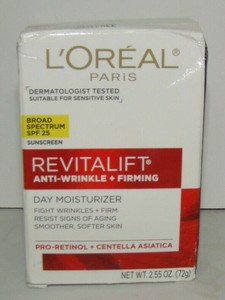 L'ORÉAL
PARIS
DERMATOLOGIST TESTED
SUITABLE FOR SENSITIVE SKIN
BROAD
SPECTRUM
SPF 25
SUNSCREEN
REVITALIFT®
ANTI-WRINKLE + FIRMING
DAY MOISTURIZER
FIGHT WRINKLES + FIRM
RESIST SIGNS OF AGING
SMOOTHER, SOFTER SKIN
PRO-RETINOL + CENTELLA ASIATICA
NET WT. 2.55 OZ. (72g)